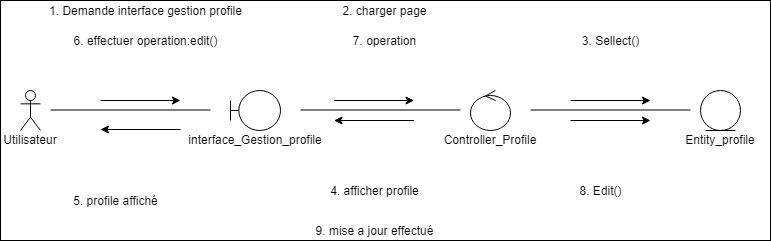 1. Demande interface gestion profile
2. charger page
6. effectuer operation:edit()
7. operation
3. Sellect()
Utilisateur
interface_Gestion_profile
Controller_Profile
Entity_profile
5. profile affiché
4. afficher profile
8. Edit()
9. mise a jour effectué